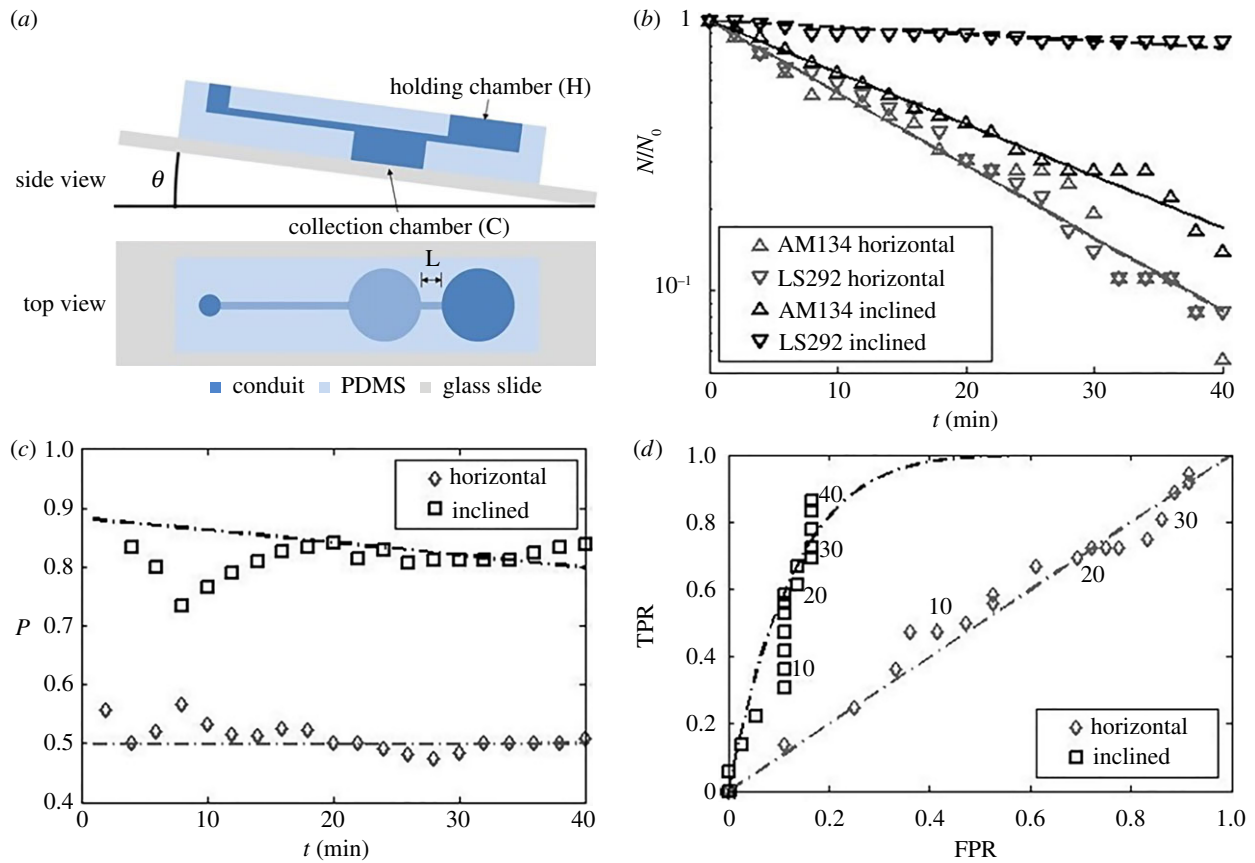 (a)
holding chamber (H)
side view
θ
collection chamber (C)
L
top view
conduit PDMS glass slide
(b)
1
N/N0
10−1
AM134 horizontal
LS292 horizontal
AM134 inclined
LS292 inclined
0 10 20 30 40
t (min)
(c)
1.0
0.9
0.8
P 0.7
0.6
0.5
0.4
horizontal
inclined
0 10 20 30 40
t (min)
(d)
1.0
0.8
0.6
TPR
0.4
0.2
0
40
30
20
10
10
20
30
horizontal
inclined
0 0.2 0.4 0.6 0.8 1.0
FPR